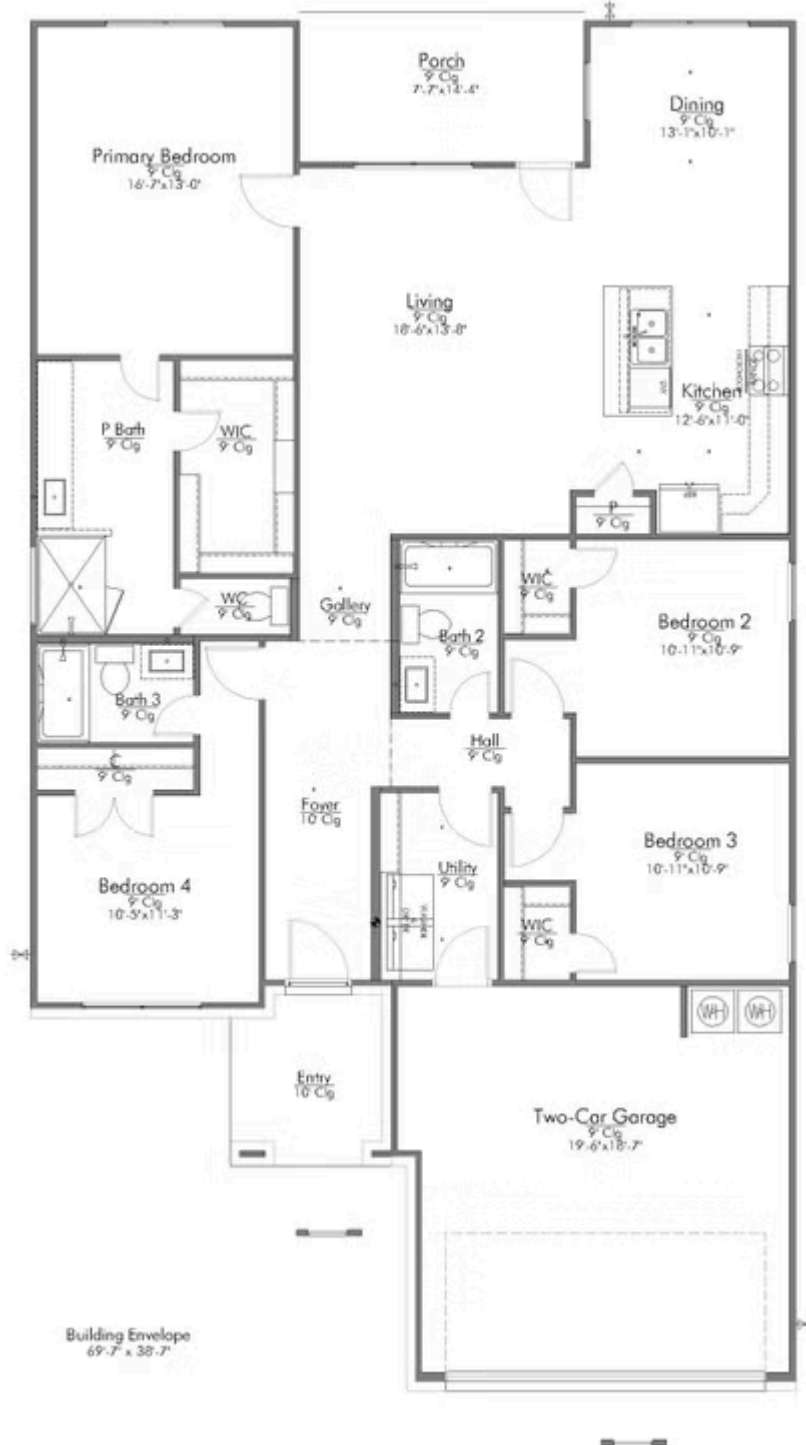 Porch
9' Clg
7'-7"x14'-4"
Dining
9' Clg
13'-1"x10'-1"
Primary Bedroom
9' Clg
16'-7"x13'-0"
Living
9' Clg
18'-6"x13'-8"
Kitchen
9' Clg
12'-6"x11'-0"
P Bath
9' Clg
WIC
9' Clg
P
9' Clg
WC
9' Clg
Gallery
9' Clg
Bath 2
9' Clg
WIC
9' Clg
Bedroom 2
9' Clg
10'-11"x10'-9"
Bath 3
9' Clg
C
9' Clg
Hall
9' Clg
Foyer
10' Clg
Utility
9' Clg
Bedroom 3
9' Clg
10'-11"x10'-9"
Bedroom 4
9' Clg
10'-5"x11'-3"
WIC
9' Clg
WH
WH
Entry
10' Clg
Two-Car Garage
9' Clg
19'-6"x18'-7"
Building Envelope
69'-7" x 38'-7"